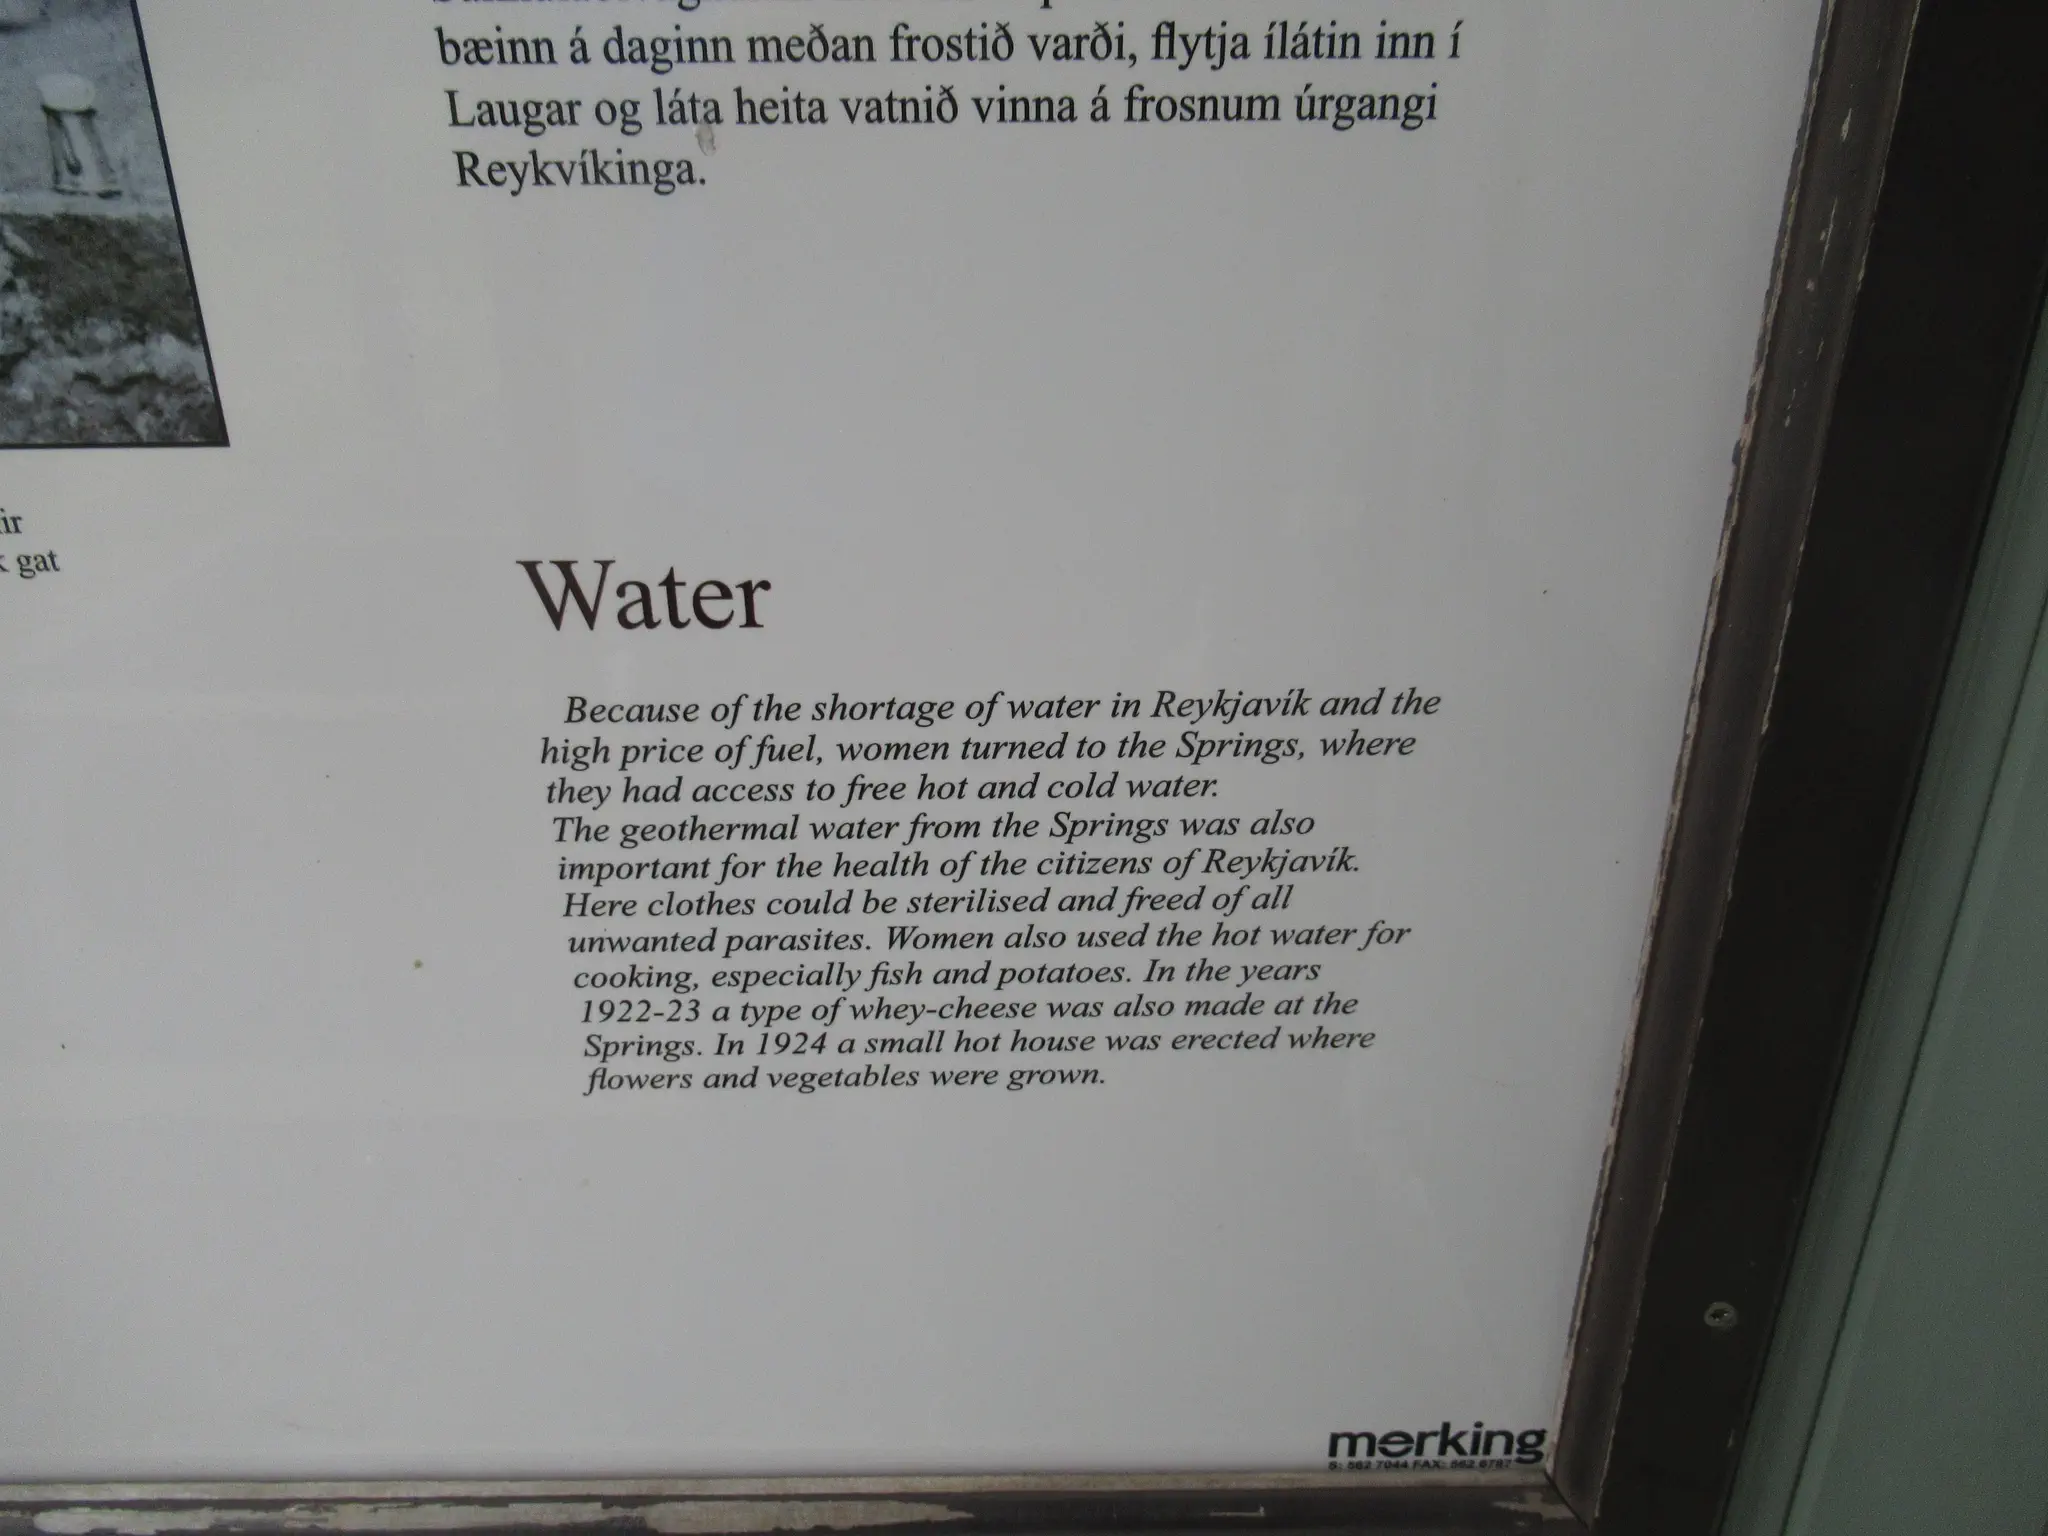 bæinn á daginn meðan frostið varði, flytja ílátin inn í
Laugar og láta heita vatnið vinna á frosnum úrgangi
Reykvíkinga.
gat
Water
Because of the shortage of water in Reykjavík and the
high price of fuel, women turned to the Springs, where
they had access to free hot and cold water.
The geothermal water from the Springs was also
important for the health of the citizens of Reykjavík.
Here clothes could be sterilised and freed of all
unwanted parasites. Women also used the hot water for
cooking, especially fish and potatoes. In the years
1922-23 a type of whey-cheese was also made at the
Springs. In 1924 a small hot house was erected where
flowers and vegetables were grown.
merking
S: 562 7044 FAX: 562 6787